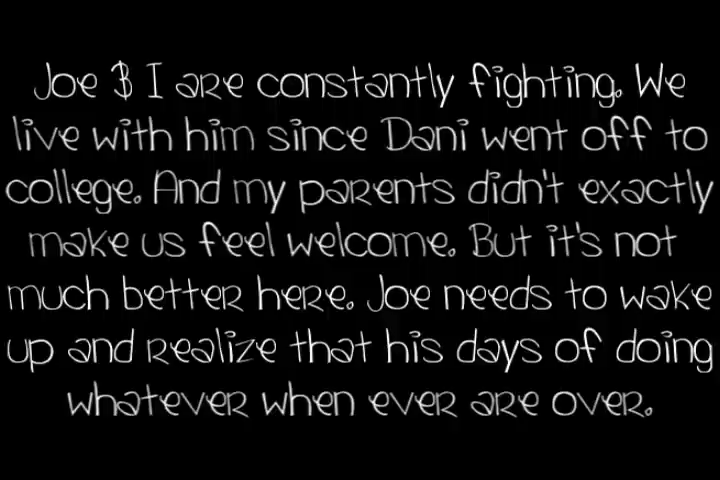 Joe & I are constantly fighting. We
live with him since Dani went off to
college. And my parents didn't exactly
make us feel welcome. But it's not
much better here. Joe needs to wake
up and realize that his days of doing
whatever when ever are over.